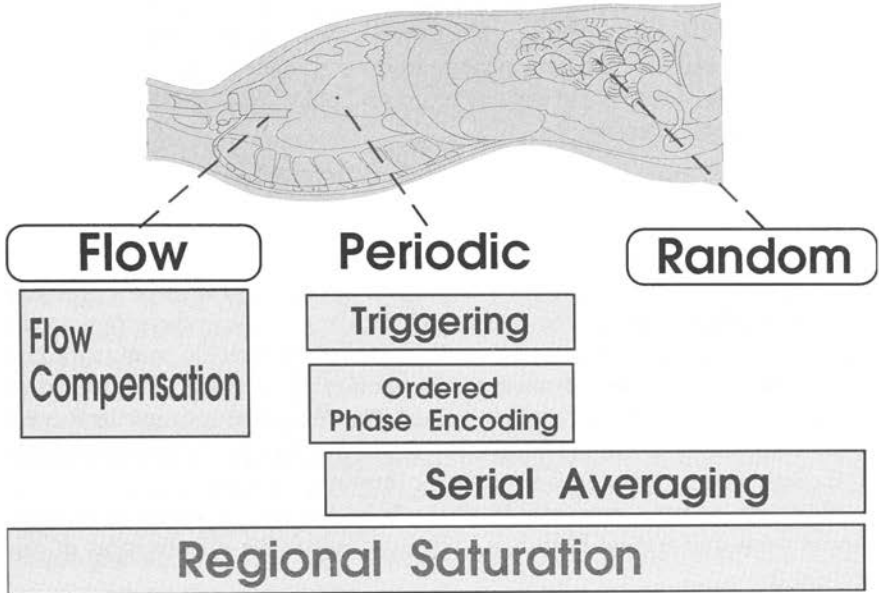 Flow
Periodic
Random
Flow
Compensation
Triggering
Ordered
Phase Encoding
Serial Averaging
Regional Saturation